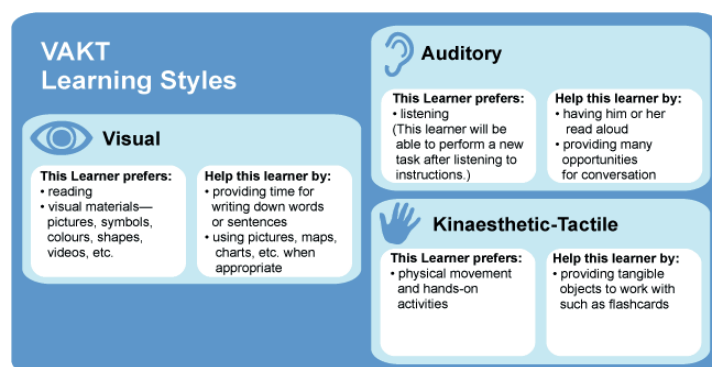 VAKT
Learning Styles
Visual
This Learner prefers:
• reading
• visual materials—
pictures, symbols,
colours, shapes,
videos, etc.
Help this learner by:
• providing time for
writing down words
or sentences
• using pictures, maps,
charts, etc. when
appropriate
Auditory
This Learner prefers:
• listening
(This learner will be
able to perform a new
task after listening to
instructions.)
Help this learner by:
• having him or her
read aloud
• providing many
opportunities
for conversation
Kinaesthetic-Tactile
This Learner prefers:
• physical movement
and hands-on
activities
Help this learner by:
• providing tangible
objects to work with
such as flashcards